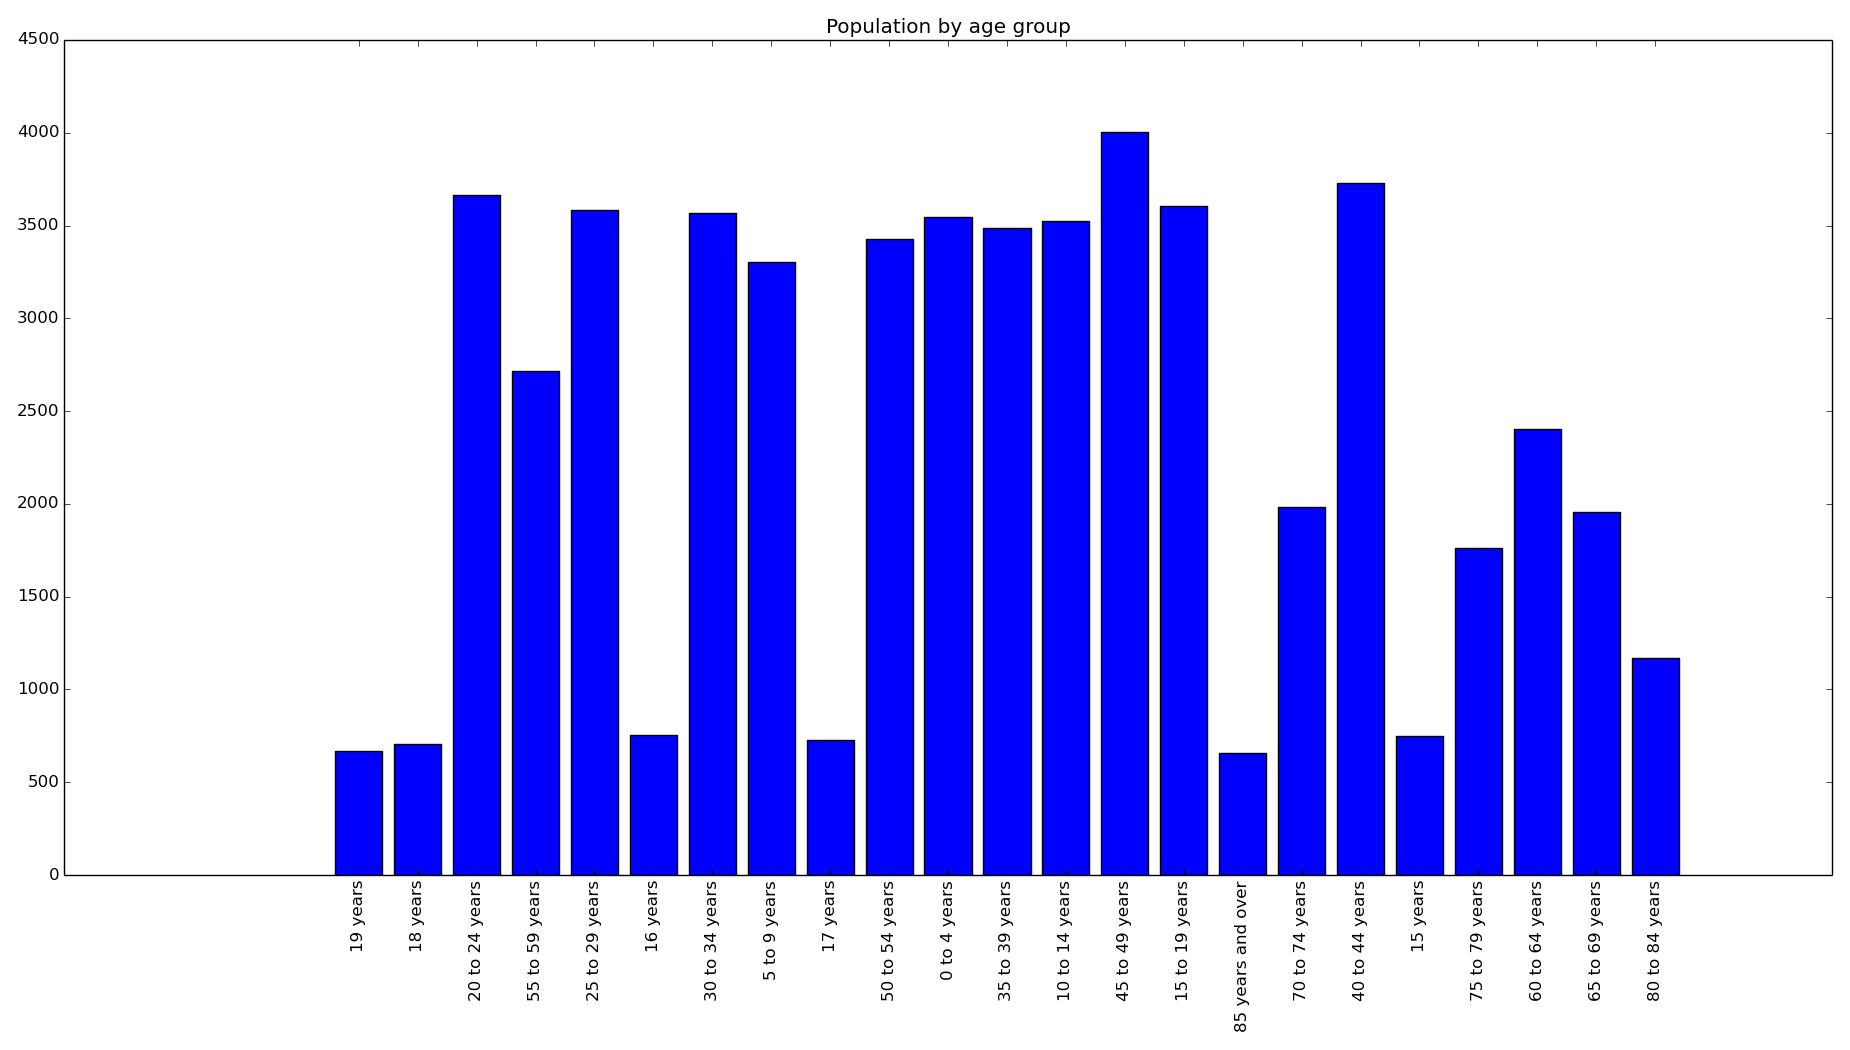 Population by age group
4500
4000
3500
3000
2500
2000
1500
1000
500
0
19 years
18 years
20 to 24 years
55 to 59 years
25 to 29 years
16 years
30 to 34 years
5 to 9 years
17 years
50 to 54 years
0 to 4 years
35 to 39 years
10 to 14 years
45 to 49 years
15 to 19 years
85 years and over
70 to 74 years
40 to 44 years
15 years
75 to 79 years
60 to 64 years
65 to 69 years
80 to 84 years